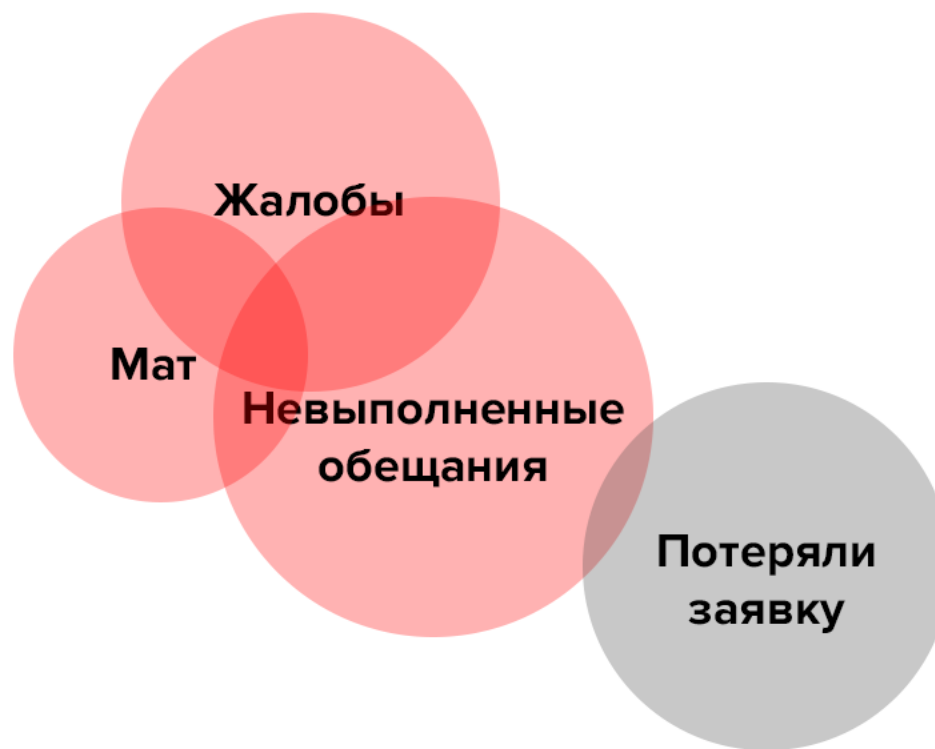 Жалобы
Мат
Невыполненные
обещания
Потеряли
заявку